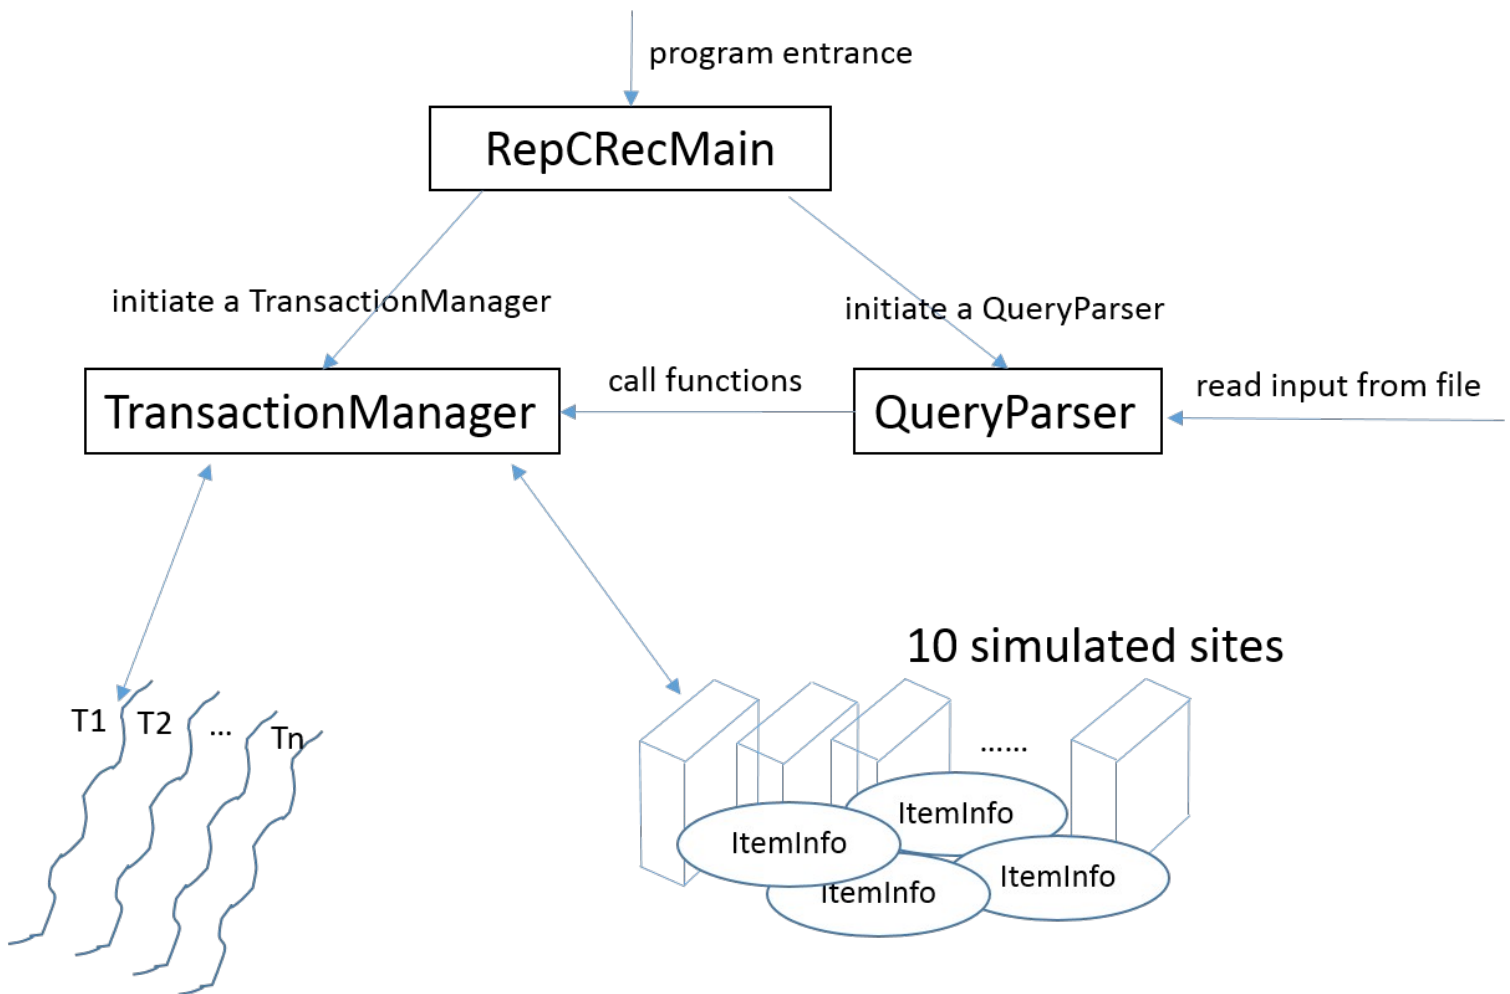 program entrance
RepCRecMain
initiate a TransactionManager
initiate a QueryParser
call functions
read input from file
TransactionManager
QueryParser
10 simulated sites
T1
T2
...
Tn
......
ItemInfo
ItemInfo
ItemInfo
ItemInfo